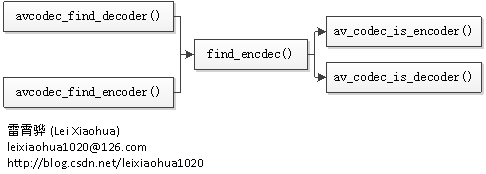 avcodec_find_decoder()
avcodec_find_encoder()
find_encdec()
av_codec_is_encoder()
av_codec_is_decoder()
雷霄骅 (Lei Xiaohua)
leixiaohua1020@126.com
http://blog.csdn.net/leixiaohua1020